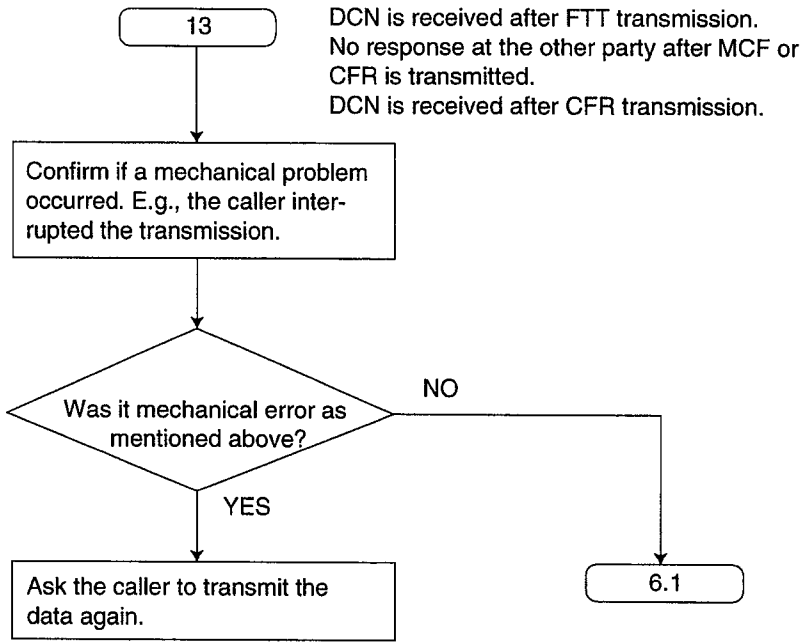 13
DCN is received after FTT transmission.
No response at the other party after MCF or
CFR is transmitted.
DCN is received after CFR transmission.
Confirm if a mechanical problem
occurred. E.g., the caller inter-
rupted the transmission.
Was it mechanical error as
mentioned above?
NO
YES
Ask the caller to transmit the
data again.
6.1